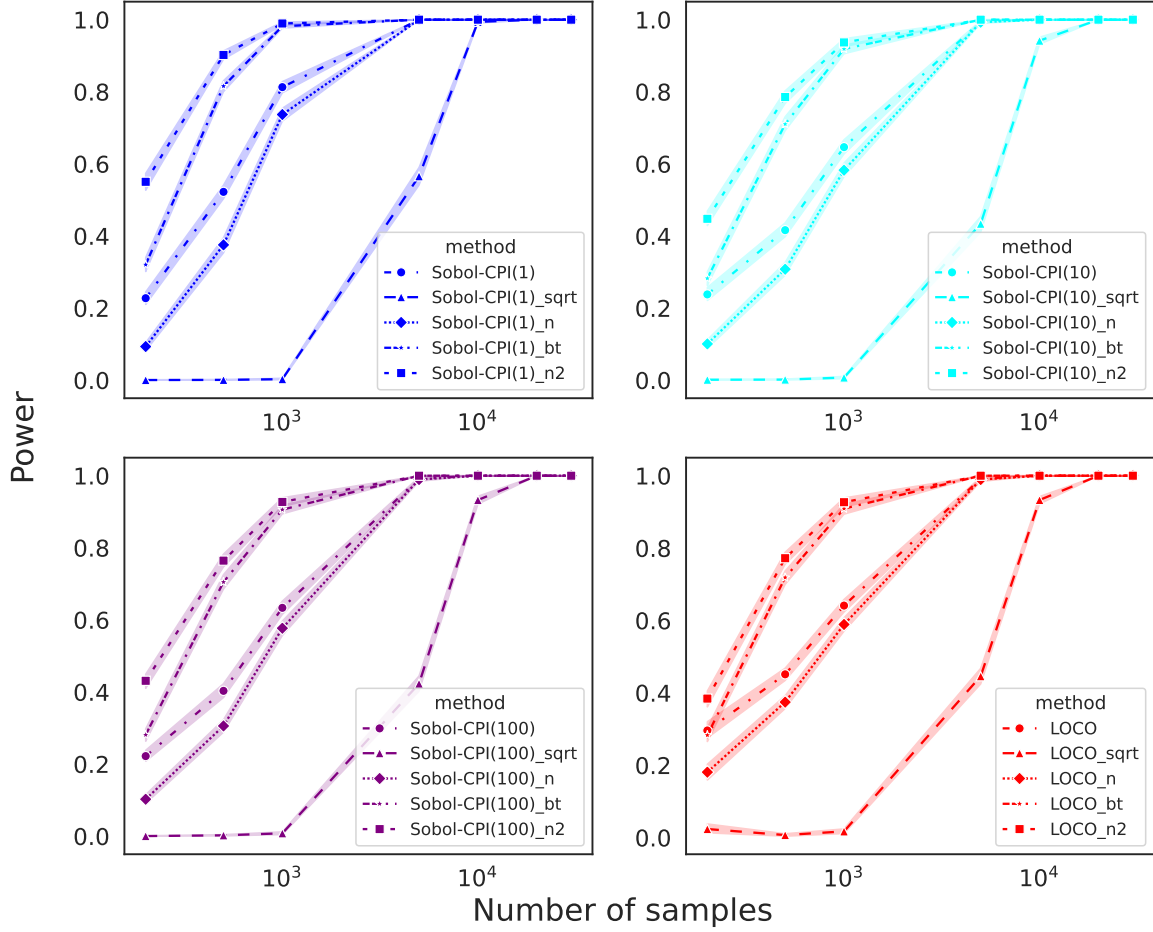 1.0
0.8
0.6
0.4
0.2
0.0
10³
10⁴
method
Sobol-CPI(1)
Sobol-CPI(1)_sqrt
Sobol-CPI(1)_n
Sobol-CPI(1)_bt
Sobol-CPI(1)_n2
1.0
0.8
0.6
0.4
0.2
0.0
10³
10⁴
method
Sobol-CPI(10)
Sobol-CPI(10)_sqrt
Sobol-CPI(10)_n
Sobol-CPI(10)_bt
Sobol-CPI(10)_n2
Power
1.0
0.8
0.6
0.4
0.2
0.0
10³
10⁴
method
Sobol-CPI(100)
Sobol-CPI(100)_sqrt
Sobol-CPI(100)_n
Sobol-CPI(100)_bt
Sobol-CPI(100)_n2
1.0
0.8
0.6
0.4
0.2
0.0
10³
10⁴
method
LOCO
LOCO_sqrt
LOCO_n
LOCO_bt
LOCO_n2
Number of samples